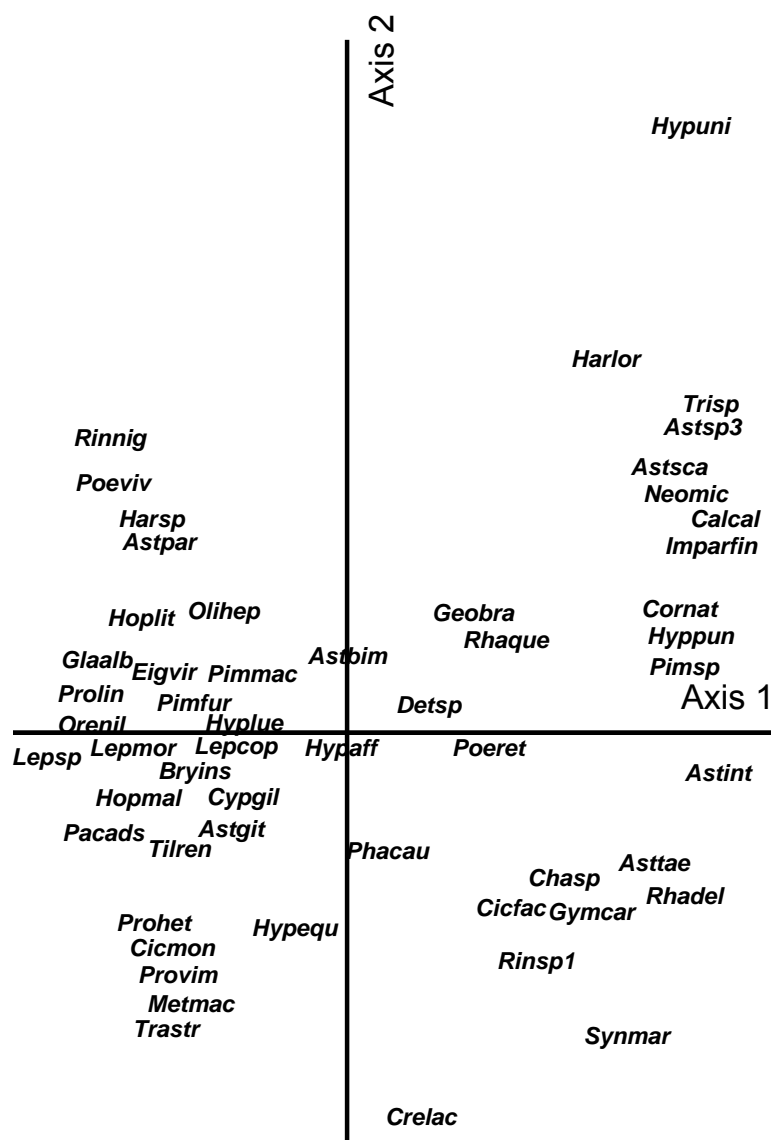 Axis 2
Hypuni
Harlor
Trisp
Astsp3
Rinnig
Astsca
Poeviv
Neomic
Harsp
Calcal
Astpar
Imparfin
Hoplit
Olihep
Geobra
Cornat
Rhaque
Hyppun
Glaalb
Eigvir
Pimmac
Astbim
Pimsp
Prolin
Pimfur
Detsp
Axis 1
Orenil
Hyplue
Lepsp
Lepmor
Lepcop
Hypaff
Poeret
Bryins
Astint
Hopmal
Cypgil
Pacads
Astgit
Tilren
Phacau
Asttae
Chasp
Rhadel
Cicfac
Gymcar
Prohet
Hypequ
Cicmon
Rinsp1
Provim
Metmac
Trastr
Synmar
Crelac